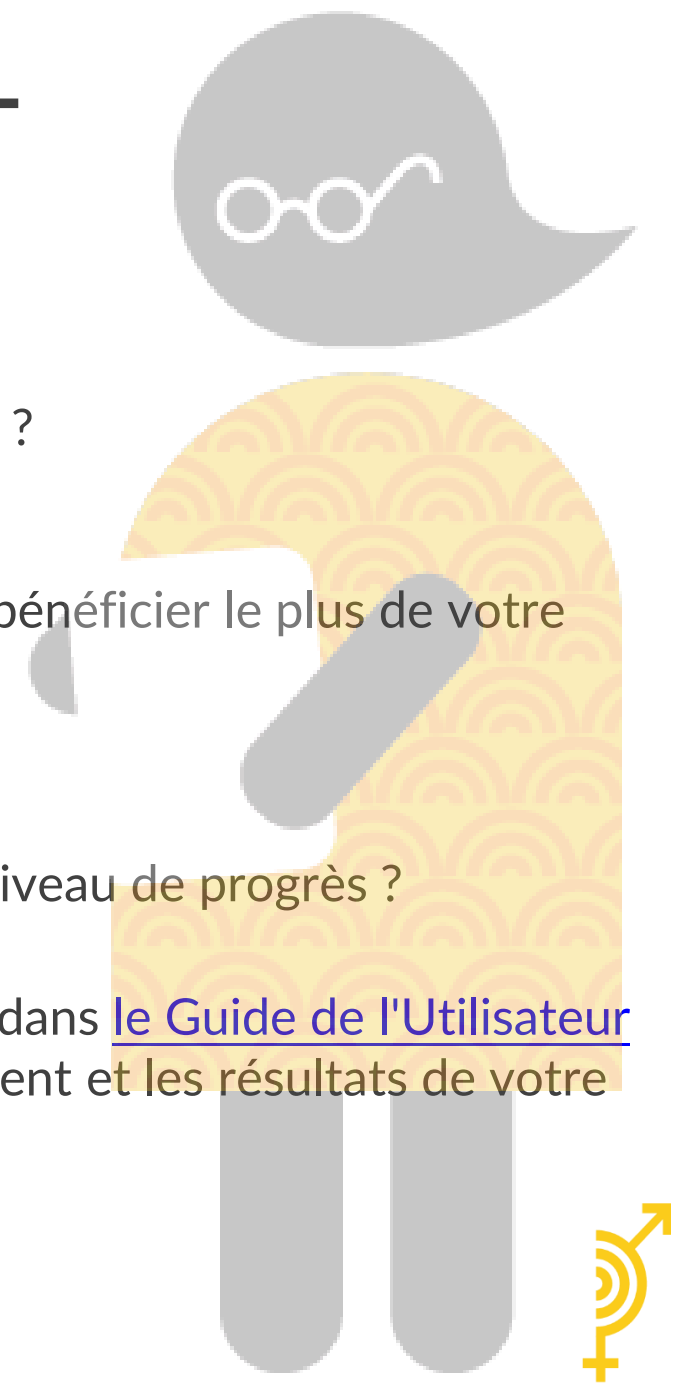 ?
bénéficier le plus de votre
iveau de progrès ?
dans le Guide de l'Utilisateur
ent et les résultats de votre